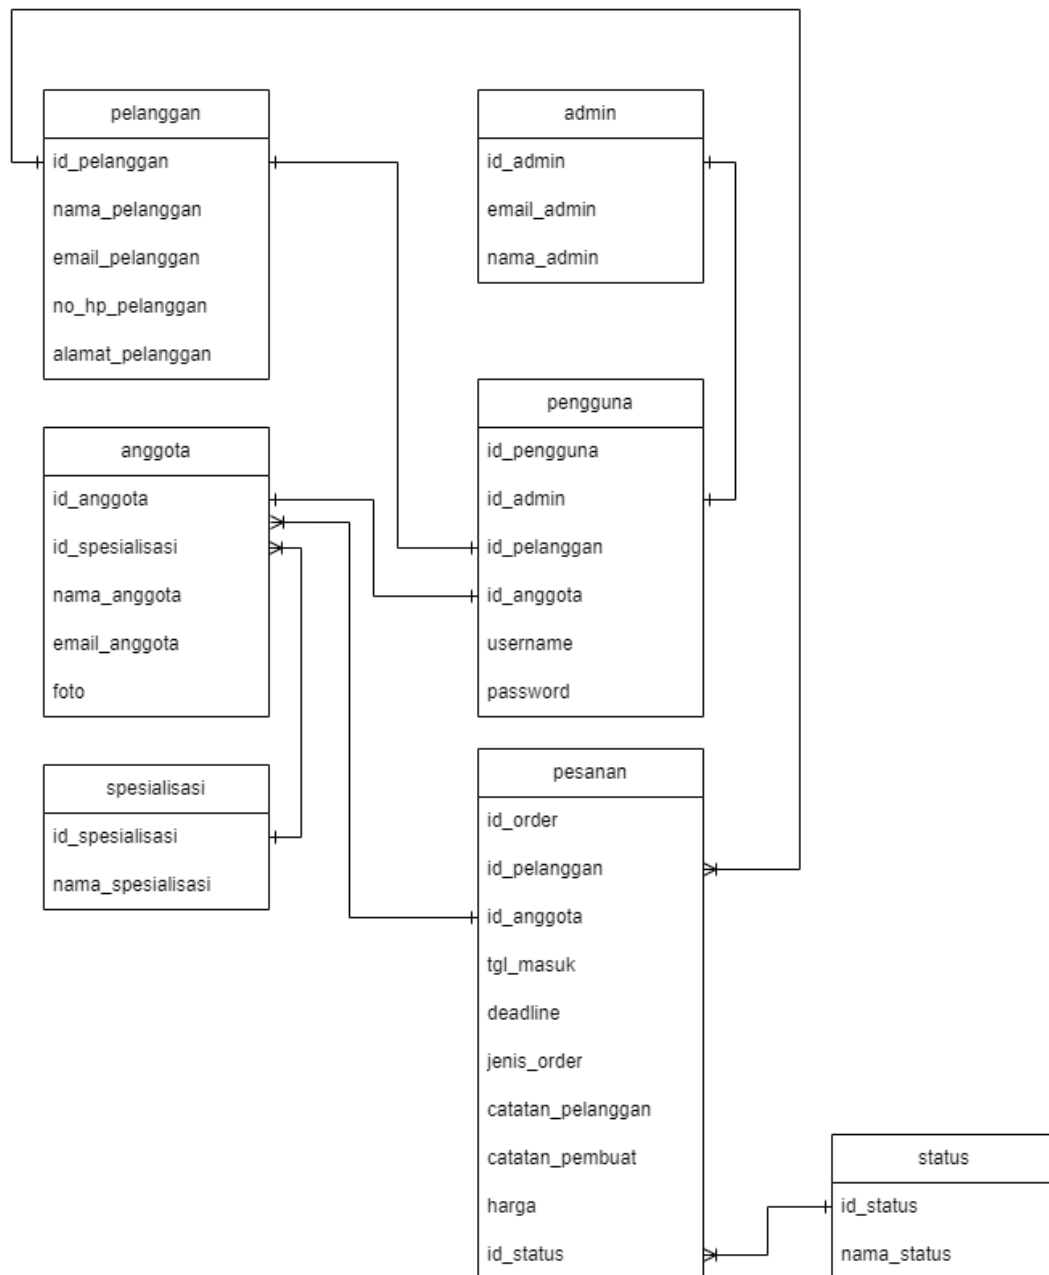 pelanggan
id_pelanggan
nama_pelanggan
email_pelanggan
no_hp_pelanggan
alamat_pelanggan
admin
id_admin
email_admin
nama_admin
anggota
id_anggota
id_spesialisasi
nama_anggota
email_anggota
foto
pengguna
id_pengguna
id_admin
id_pelanggan
id_anggota
username
password
spesialisasi
id_spesialisasi
nama_spesialisasi
pesanan
id_order
id_pelanggan
id_anggota
tgl_masuk
deadline
jenis_order
catatan_pelanggan
catatan_pembuat
harga
id_status
status
id_status
nama_status